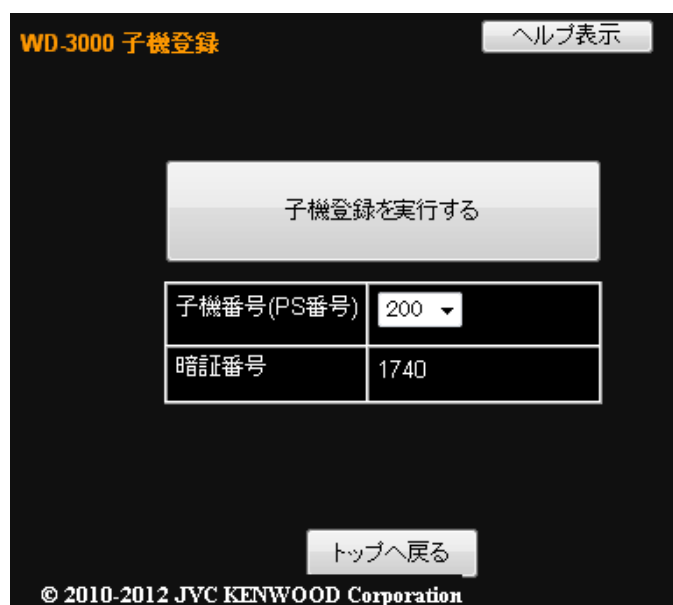 WD-3000 子機登録
ヘルプ表示
子機登録を実行する
子機番号(PS番号) 200
暗証番号 1740
トップへ戻る
© 2010-2012 JVC KENWOOD Corporation